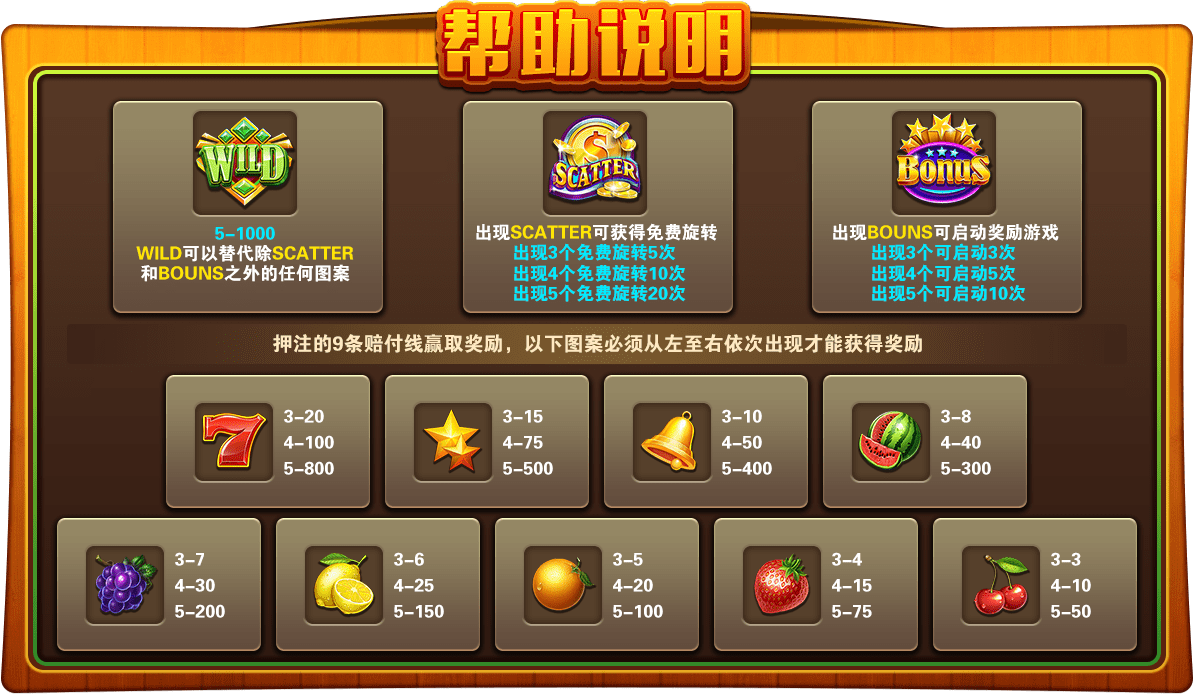 帮助说明
WILD
SCATTER
Bonus
5-1000
WILD可以替代除SCATTER
和BOUNS之外的任何图案
出现SCATTER可获得免费旋转
出现3个免费旋转5次
出现4个免费旋转10次
出现5个免费旋转20次
出现BOUNS可启动奖励游戏
出现3个可启动3次
出现4个可启动5次
出现5个可启动10次
押注的9条赔付线赢取奖励，以下图案必须从左至右依次出现才能获得奖励
7
3-20
4-100
5-800
3-15
4-75
5-500
3-10
4-50
5-400
3-8
4-40
5-300
3-7
4-30
5-200
3-6
4-25
5-150
3-5
4-20
5-100
3-4
4-15
5-75
3-3
4-10
5-50